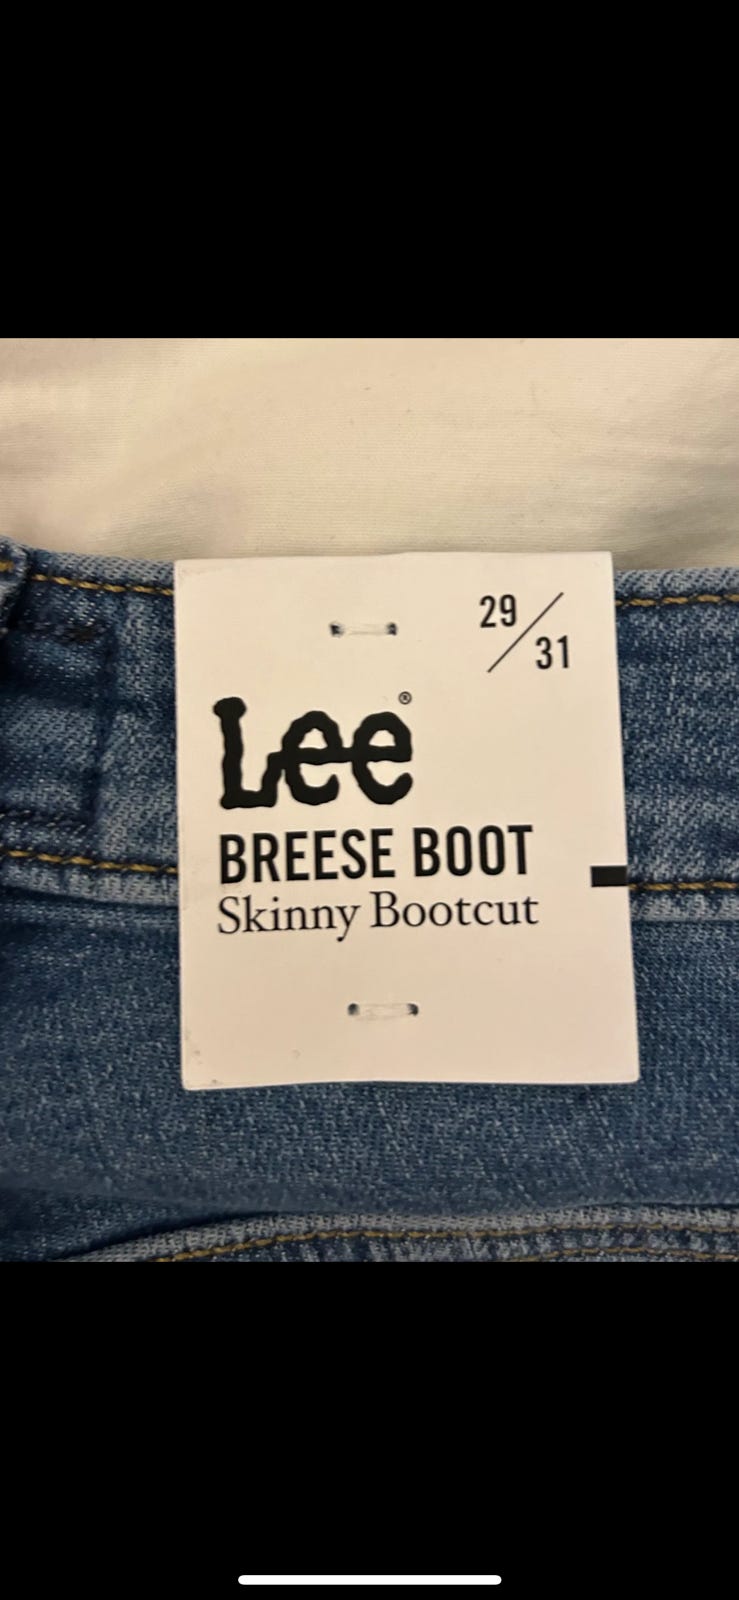 29/31
Lee®
BREESE BOOT
Skinny Bootcut